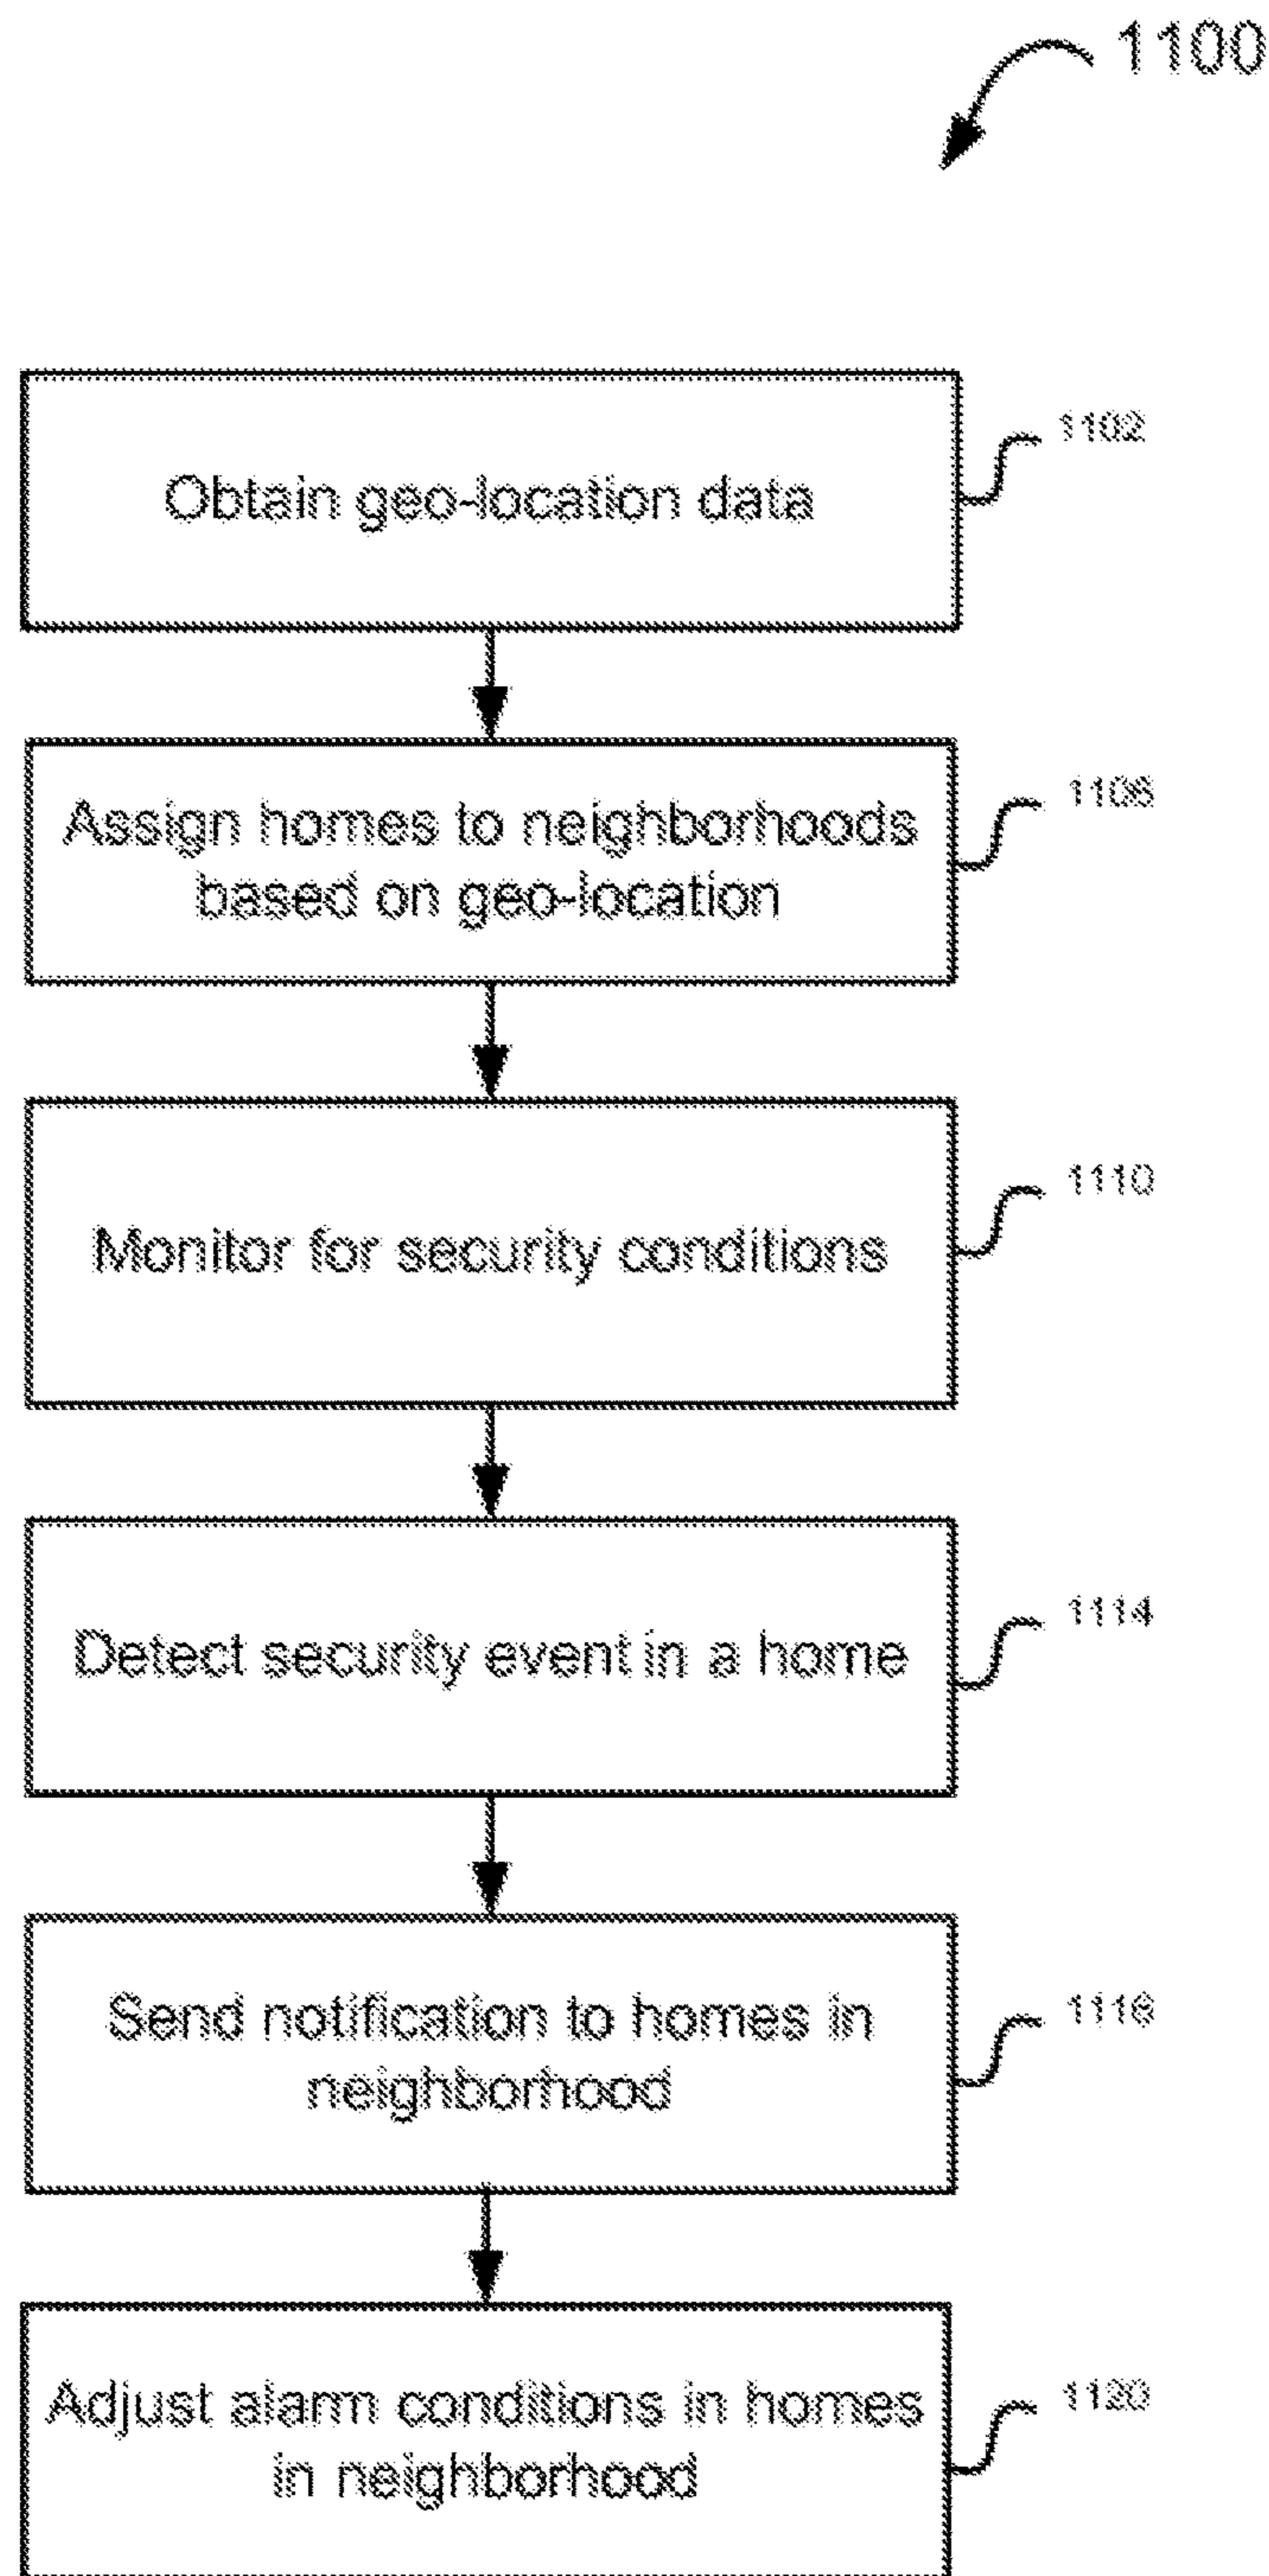 1100
Obtain geo-location data
1102
Assign homes to neighborhoods
based on geo-location
1106
Monitor for security conditions
1110
Detect security event in a home
1114
Send notification to homes in
neighborhood
Adjust alarm conditions in homes
in neighborhood
1120